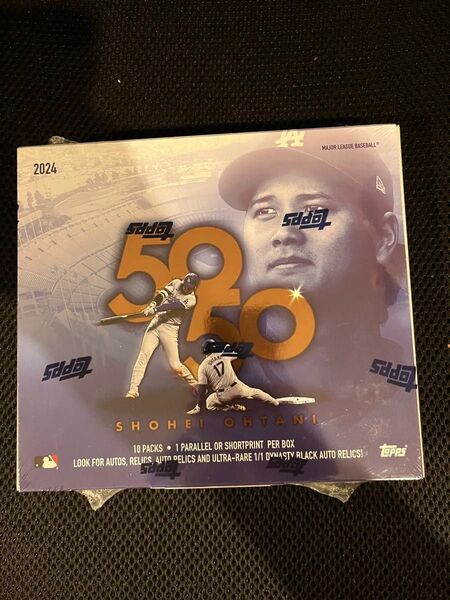 2024
MAJOR LEAGUE BASEBALL®
LA
Topps
Topps
50
50
Topps
Topps
Topps
17
SHOHEI OHTANI
10 PACKS • 1 PARALLEL OR SHORTPRINT PER BOX
LOOK FOR AUTOS, RELICS, AUTO RELICS AND ULTRA-RARE 1/1 DYNASTY BLACK AUTO RELICS!
Topps